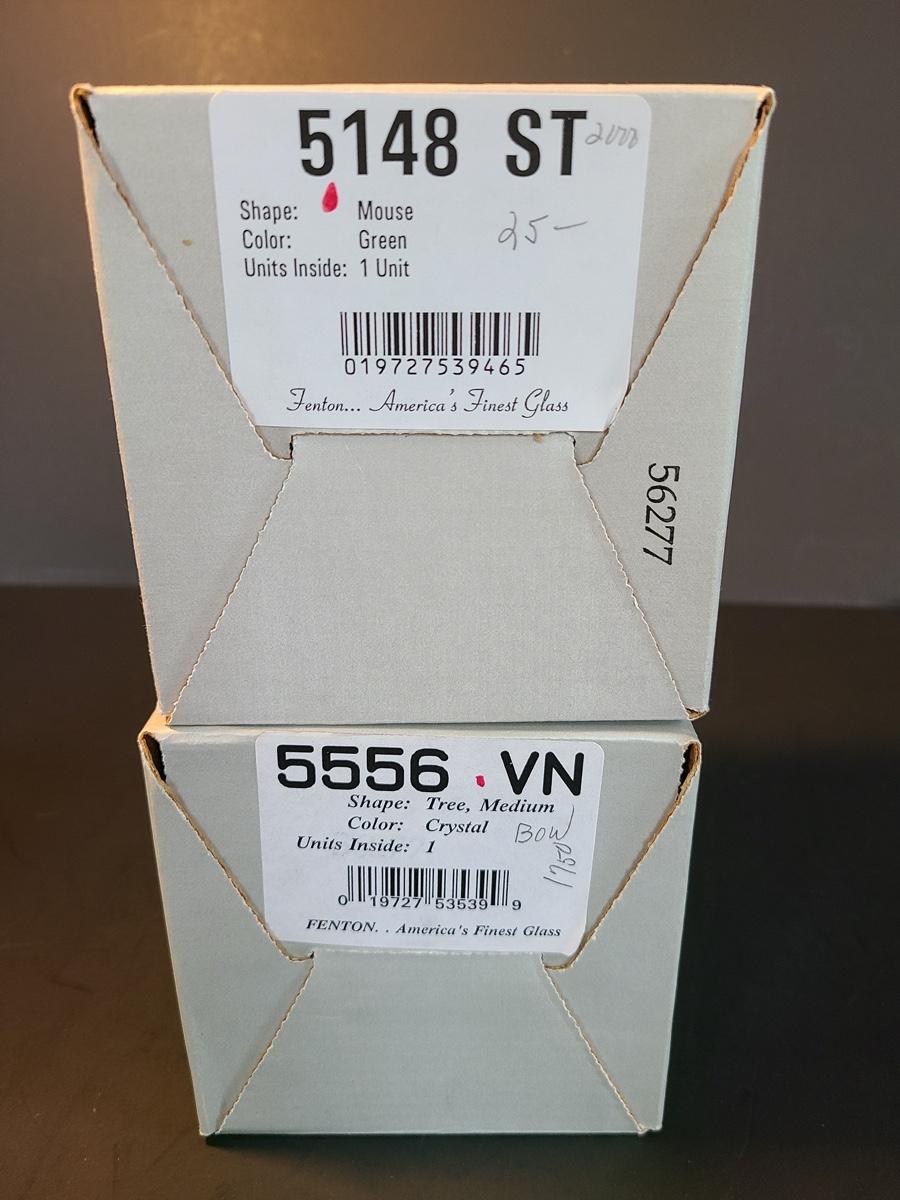 5148 ST 2000
Shape: Mouse
Color: Green
25-
Units Inside: 1 Unit
019727539465
Fenton... America's Finest Glass
56277
5556 VN
Shape: Tree, Medium
Color: Crystal
BOW
Units Inside: 1
1750
0 19727 53539 9
FENTON. . America's Finest Glass